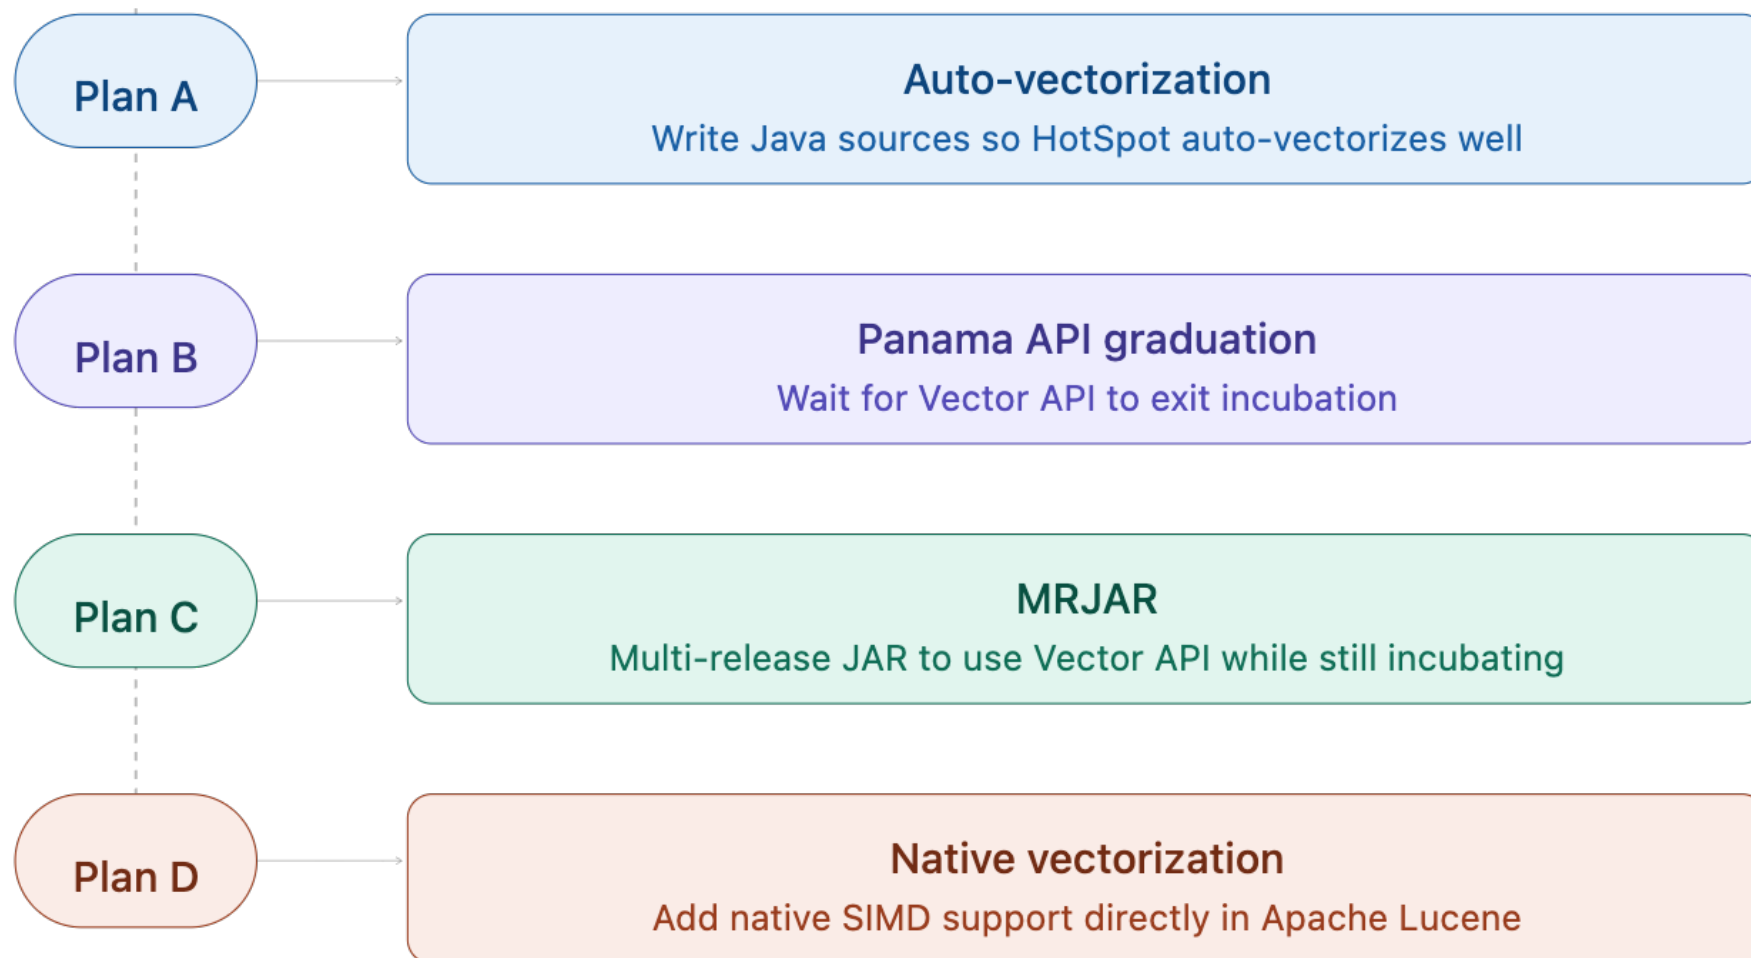 Plan A
Auto-vectorization
Write Java sources so HotSpot auto-vectorizes well
Plan B
Panama API graduation
Wait for Vector API to exit incubation
Plan C
MRJAR
Multi-release JAR to use Vector API while still incubating
Plan D
Native vectorization
Add native SIMD support directly in Apache Lucene